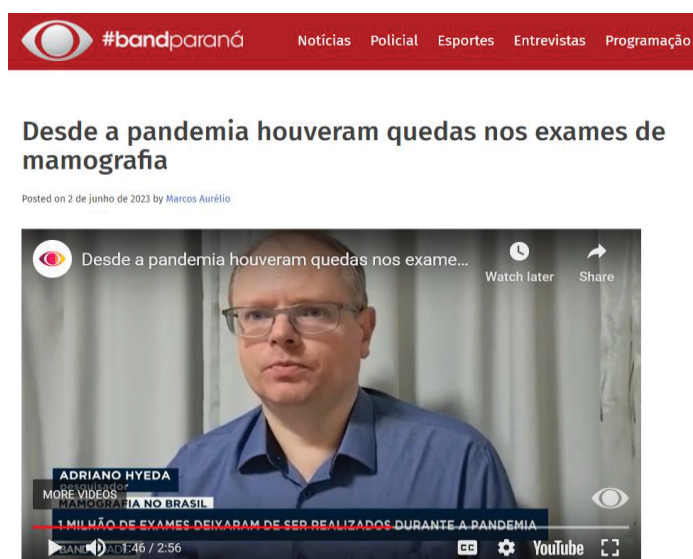 #bandparaná Notícias Policial Esportes Entrevistas Programação
Desde a pandemia houveram quedas nos exames de
mamografia
Posted on 2 de junho de 2023 by Marcos Aurélio
Desde a pandemia houveram quedas nos exame...
Watch later Share
ADRIANO HYEDA
pesquisador
MORE VIDEOS
MAMOGRAFIA NO BRASIL
1 MILHÃO DE EXAMES DEIXARAM DE SER REALIZADOS DURANTE A PANDEMIA
1:46 / 2:56
CC YouTube